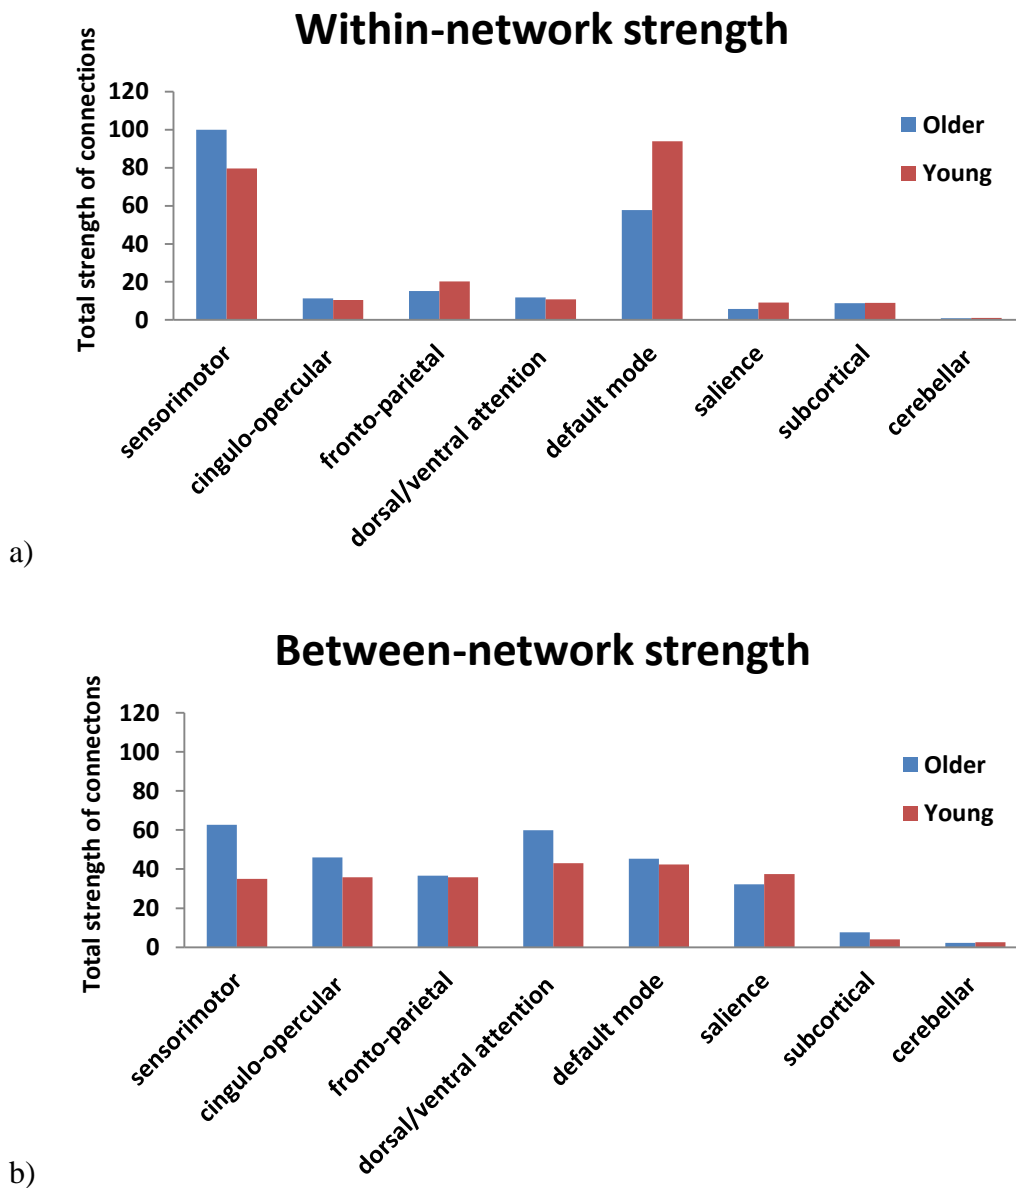 Within-network strength
Total strength of connections
120
100
80
60
40
20
0
Older
Young
sensorimotor
cingulo-opercular
fronto-parietal
dorsal/ventral attention
default mode
salience
subcortical
cerebellar
a)
Between-network strength
Total strength of connectons
120
100
80
60
40
20
0
Older
Young
sensorimotor
cingulo-opercular
fronto-parietal
dorsal/ventral attention
default mode
salience
subcortical
cerebellar
b)